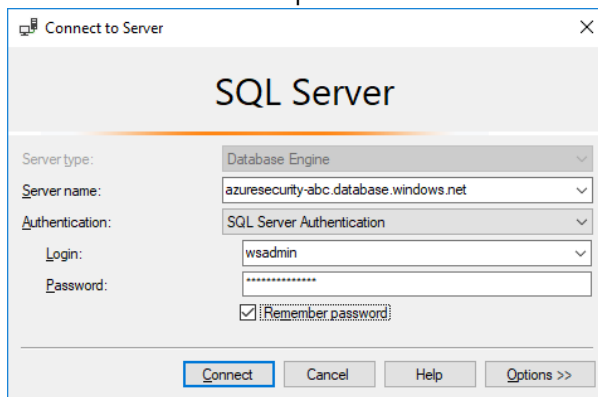 Connect to Server
SQL Server
Server type: Database Engine
Server name: azuresecurity-abc.database.windows.net
Authentication: SQL Server Authentication
Login: wsadmin
Password: **************
Remember password
Connect Cancel Help Options >>